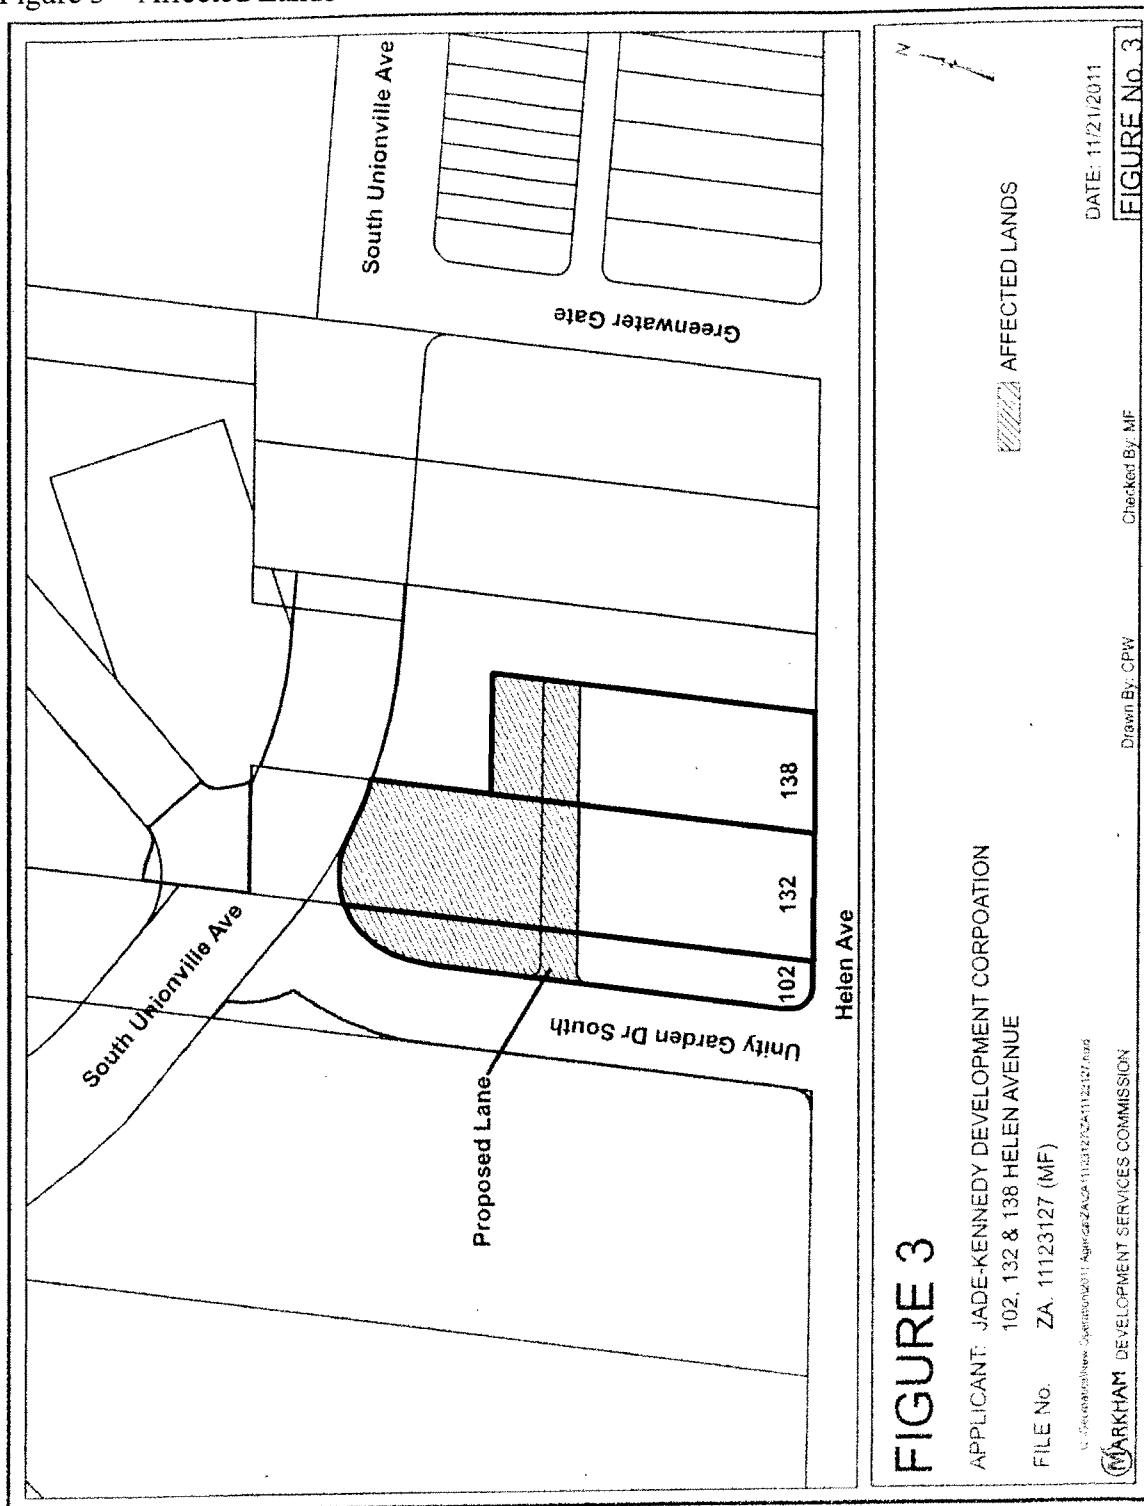 Figure 3 – Affected Lands
South Unionville Ave
South Unionville Ave
Greenwater Gate
Unity Garden Dr South
Proposed Lane
102
132
138
Helen Ave
N
FIGURE 3
APPLICANT: JADE-KENNEDY DEVELOPMENT CORPOATION
102, 132 & 138 HELEN AVENUE
FILE No. ZA. 11123127 (MF)
AFFECTED LANDS
MARKHAM DEVELOPMENT SERVICES COMMISSION
Drawn By: CPW
Checked By: MF
DATE: 11/21/2011
FIGURE No. 3